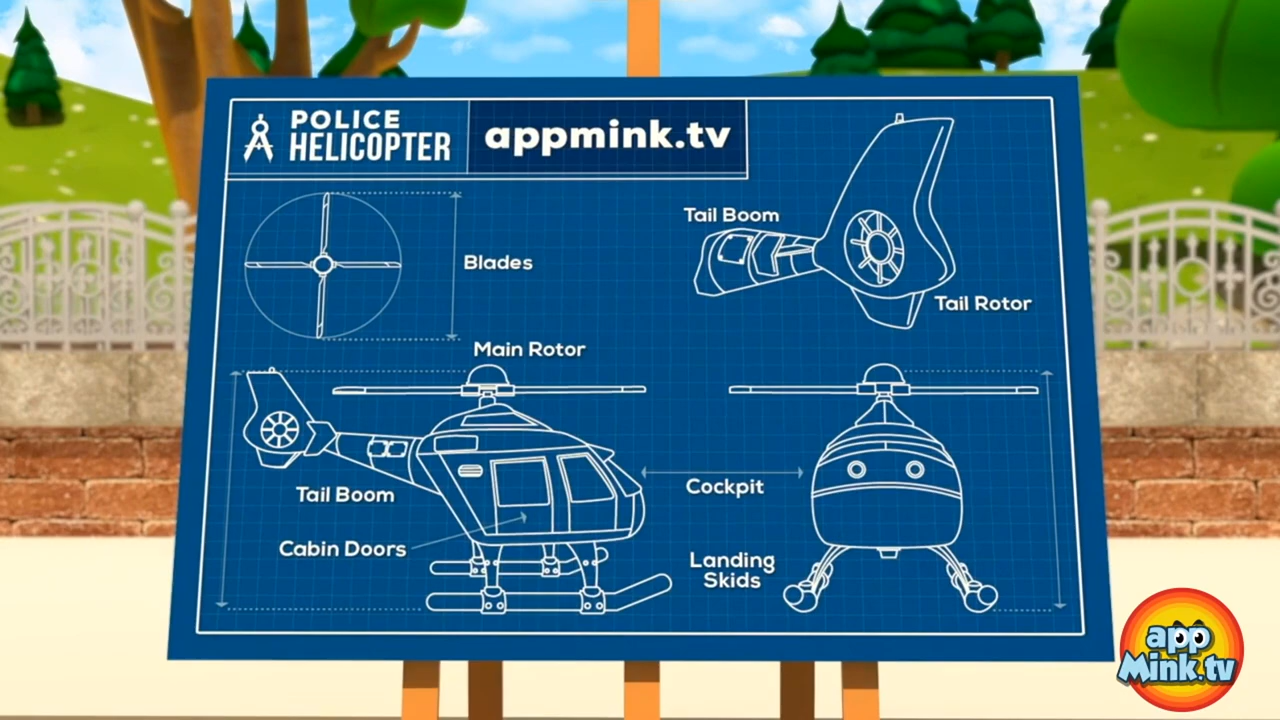 POLICE
HELICOPTER
appmink.tv
Tail Boom
Blades
Tail Rotor
Main Rotor
Cockpit
Tail Boom
Cabin Doors
Landing
Skids
app
Mink.tv